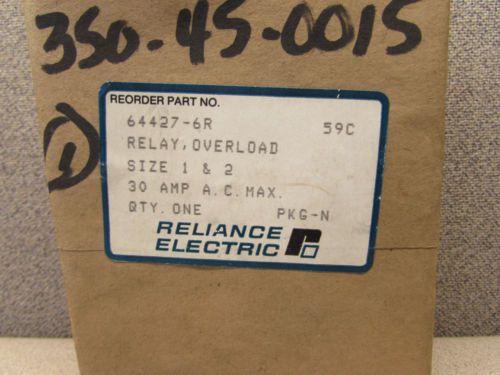 350-45-0015
1
REORDER PART NO.
64427-6R 59C
RELAY, OVERLOAD
SIZE 1 & 2
30 AMP A.C. MAX.
QTY. ONE PKG-N
RELIANCE
ELECTRIC